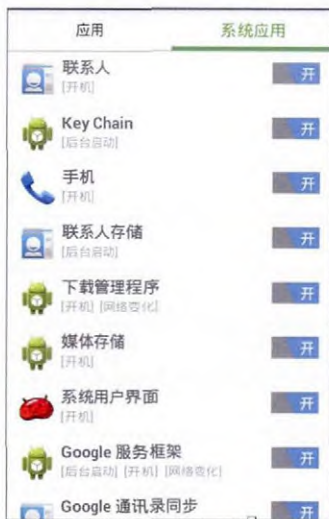 应用 系统应用
联系人 开
[开机]
Key Chain 开
[后台启动]
手机 开
[开机]
联系人存储 开
[后台启动]
下载管理程序 开
[开机] [网络变化]
媒体存储 开
[开机]
系统用户界面 开
[开机]
Google 服务框架 开
[后台启动] [开机] [网络变化]
Google 通讯录同步 开